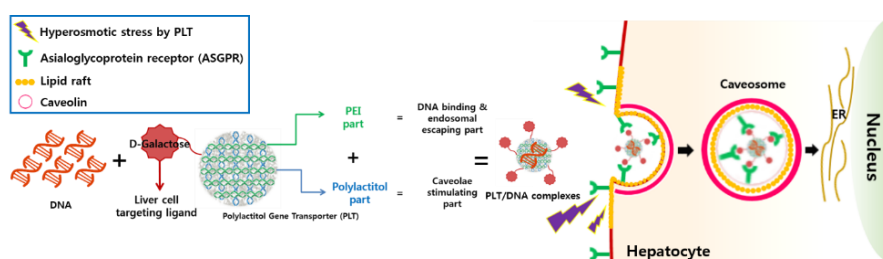 Hyperosmotic stress by PLT
Asialoglycoprotein receptor (ASGPR)
Lipid raft
Caveolin
DNA
+
D-Galactose
Liver cell
targeting ligand
Polylactitol Gene Transporter (PLT)
PEI
part
+
Polylactitol
part
=
DNA binding &
endosomal
escaping part
=
Caveolae
stimulating
part
=
PLT/DNA complexes
Hepatocyte
Caveosome
ER
Nucleus